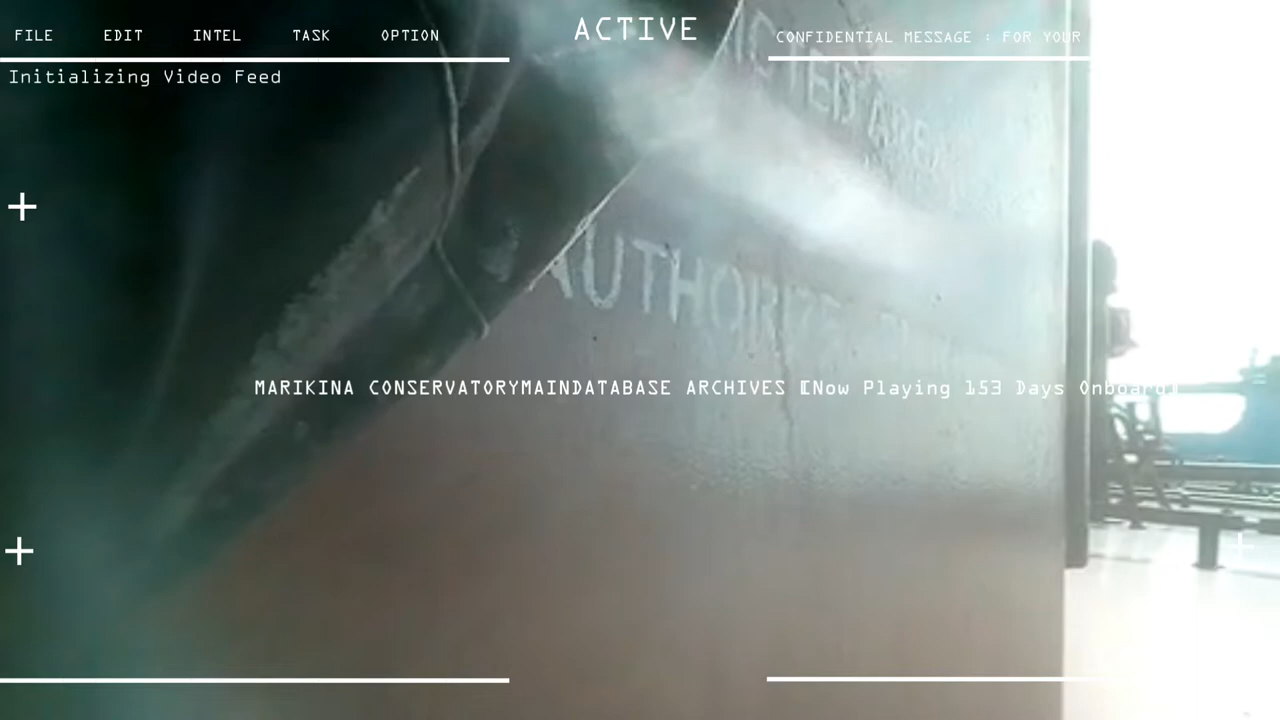 FILE EDIT INTEL TASK OPTION
ACTIVE
CONFIDENTIAL MESSAGE : FOR YOUR
Initializing Video Feed
MARIKINA CONSERVATORYMAINDATABASE ARCHIVES [Now Playing 153 Days Onboard]